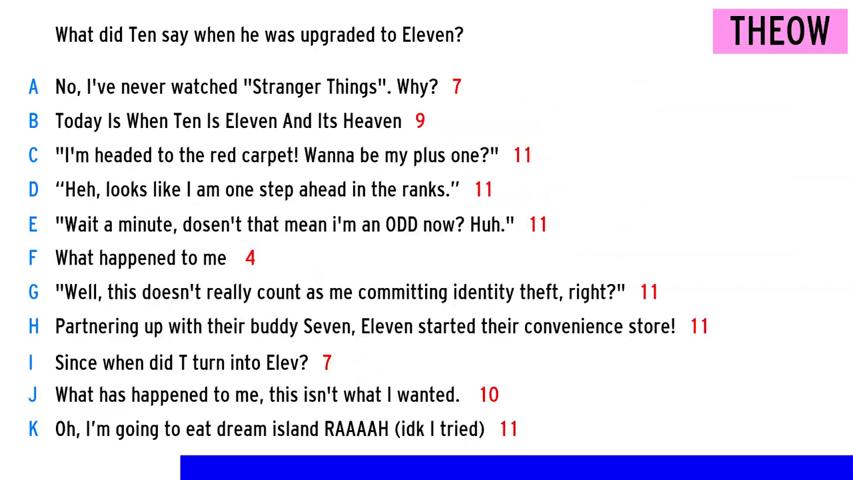 What did Ten say when he was upgraded to Eleven?
THEOW
A No, I've never watched "Stranger Things". Why? 7
B Today Is When Ten Is Eleven And Its Heaven 9
C "I'm headed to the red carpet! Wanna be my plus one?" 11
D “Heh, looks like I am one step ahead in the ranks.” 11
E "Wait a minute, dosen't that mean i'm an ODD now? Huh." 11
F What happened to me 4
G "Well, this doesn't really count as me committing identity theft, right?" 11
H Partnering up with their buddy Seven, Eleven started their convenience store! 11
I Since when did T turn into Elev? 7
J What has happened to me, this isn't what I wanted. 10
K Oh, I’m going to eat dream island RAAAAH (idk I tried) 11